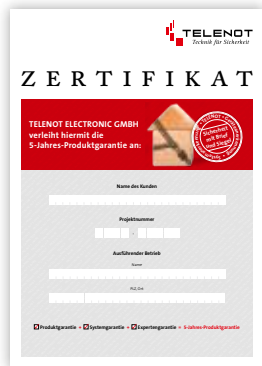 TELENOT
Technik für Sicherheit
ZERTIFIKAT
TELENOT ELECTRONIC GMBH
verleiht hiermit die
5-Jahres-Produktgarantie an:
Sicherheit
mit Brief
und Siegel
Name des Kunden
Projektnummer
-
Ausführender Betrieb
Name
PLZ, Ort
Produktgarantie + Systemgarantie + Expertengarantie = 5-Jahres-Produktgarantie